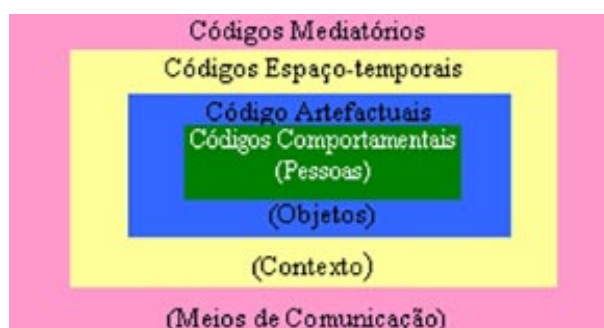 Códigos Mediatórios
Códigos Espaço-temporais
Código Artefactuais
Códigos Comportamentais
(Pessoas)
(Objetos)
(Contexto)
(Meios de Comunicação)